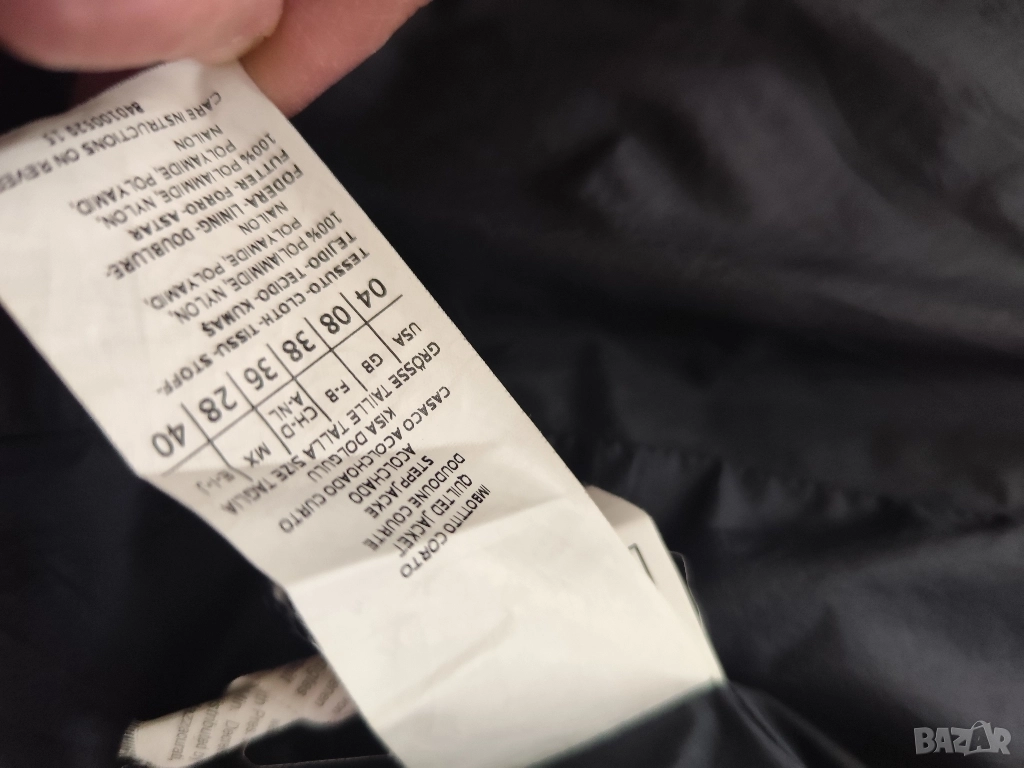 IMBOTTITO CORTO
QUILTED JACKET
DOUDOUNE COURTE
STEPPJACKE
ACOLCHADO
CASACO ACOLCHOADO CURTO
KISA DOLGULU
GRÖSSE TAILLE TALLA SIZE TAGLIA
USA GB F-B CH-D A-NL MX
04 08 38 36 28 40
TESSUTO-CLOTH-TISSU-STOFF-
TEJIDO-TECIDO-KUMAŞ
100% POLIAMMIDE, NYLON,
POLYAMIDE, POLYAMID,
NAILON
FODERA-LINING-DOUBLURE-
FUTTER-FORRO-ASTAR
100% POLIAMMIDE, NYLON,
POLYAMIDE, POLYAMID,
NAILON
CARE INSTRUCTIONS ON REVER
BAZAR